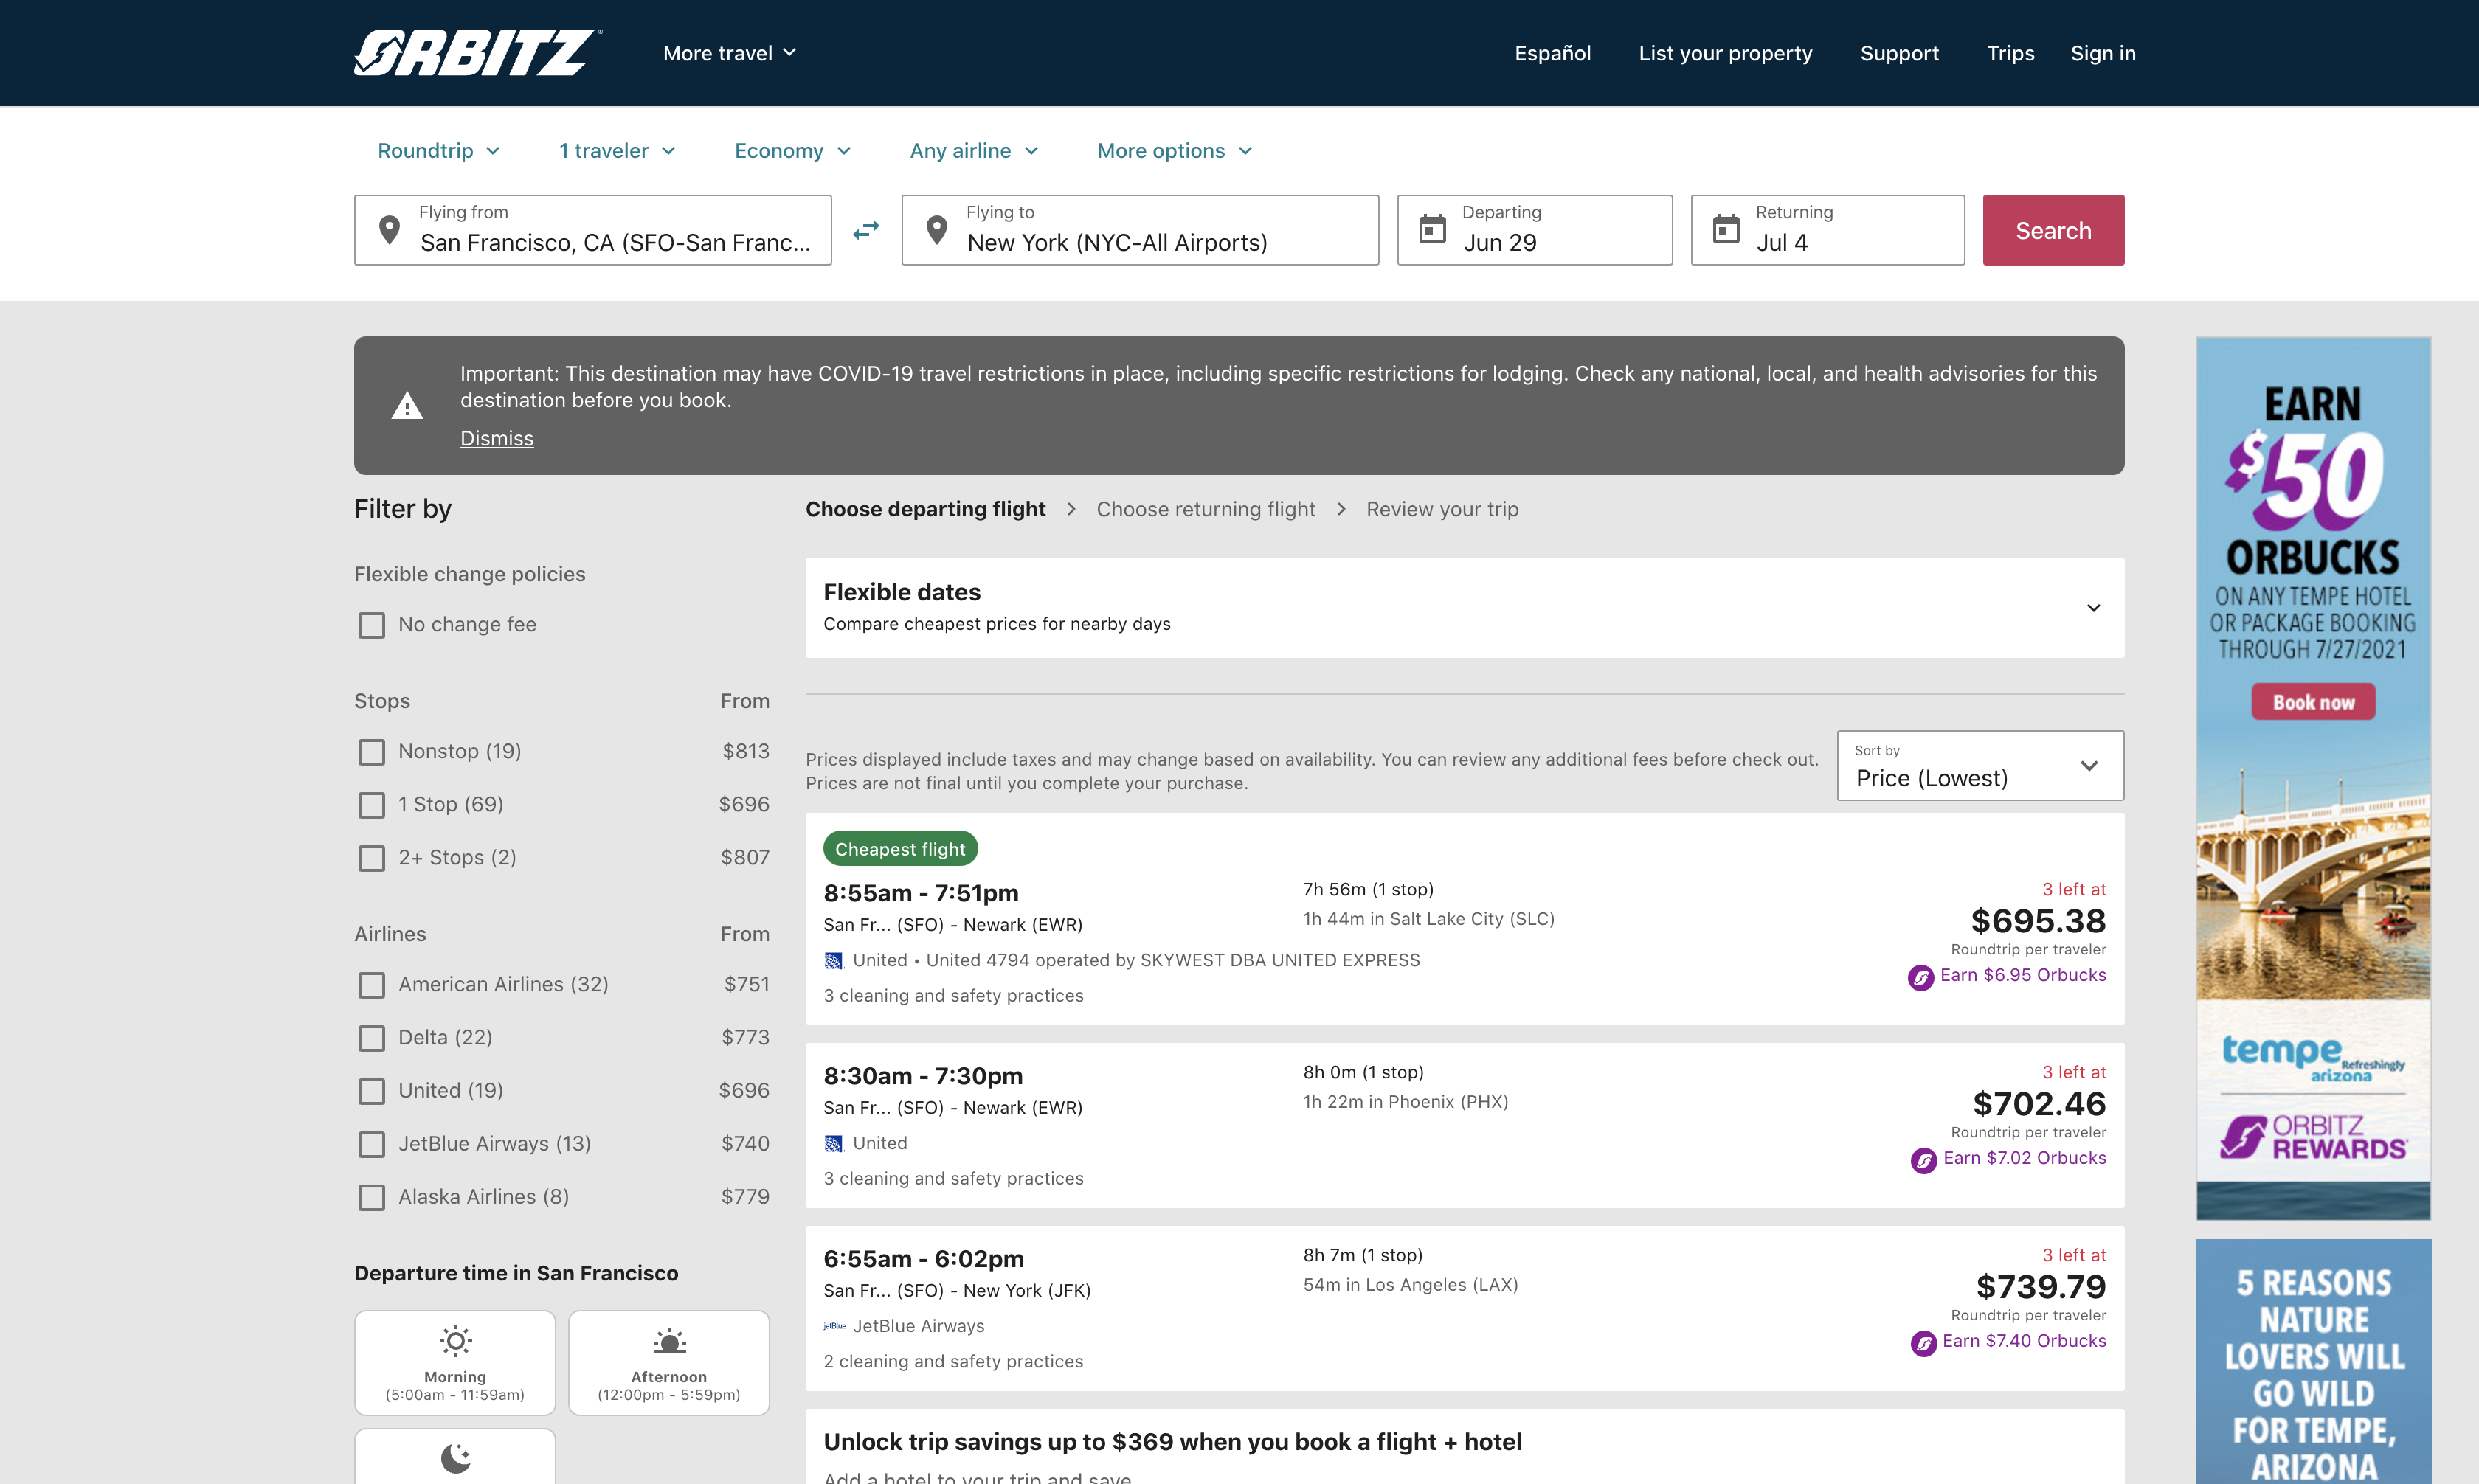 ORBITZ
More travel
Español
List your property
Support
Trips
Sign in
Roundtrip
1 traveler
Economy
Any airline
More options
Flying from
San Francisco, CA (SFO-San Franc...
Flying to
New York (NYC-All Airports)
Departing
Jun 29
Returning
Jul 4
Search
Important: This destination may have COVID-19 travel restrictions in place, including specific restrictions for lodging. Check any national, local, and health advisories for this
destination before you book.
Dismiss
Filter by
Flexible change policies
No change fee
Stops From
Nonstop (19) $813
1 Stop (69) $696
2+ Stops (2) $807
Airlines From
American Airlines (32) $751
Delta (22) $773
United (19) $696
JetBlue Airways (13) $740
Alaska Airlines (8) $779
Departure time in San Francisco
Morning
(5:00am - 11:59am)
Afternoon
(12:00pm - 5:59pm)
Choose departing flight
Choose returning flight
Review your trip
Flexible dates
Compare cheapest prices for nearby days
Prices displayed include taxes and may change based on availability. You can review any additional fees before check out.
Prices are not final until you complete your purchase.
Sort by
Price (Lowest)
Cheapest flight
8:55am - 7:51pm
San Fr... (SFO) - Newark (EWR)
United • United 4794 operated by SKYWEST DBA UNITED EXPRESS
3 cleaning and safety practices
7h 56m (1 stop)
1h 44m in Salt Lake City (SLC)
3 left at
$695.38
Roundtrip per traveler
Earn $6.95 Orbucks
8:30am - 7:30pm
San Fr... (SFO) - Newark (EWR)
United
3 cleaning and safety practices
8h 0m (1 stop)
1h 22m in Phoenix (PHX)
3 left at
$702.46
Roundtrip per traveler
Earn $7.02 Orbucks
6:55am - 6:02pm
San Fr... (SFO) - New York (JFK)
jetBlue JetBlue Airways
2 cleaning and safety practices
8h 7m (1 stop)
54m in Los Angeles (LAX)
3 left at
$739.79
Roundtrip per traveler
Earn $7.40 Orbucks
Unlock trip savings up to $369 when you book a flight + hotel
Add a hotel to your trip and save
EARN
$50
ORBUCKS
ON ANY TEMPE HOTEL
OR PACKAGE BOOKING
THROUGH 7/27/2021
Book now
tempe
Refreshingly
arizona
ORBITZ
REWARDS
5 REASONS
NATURE
LOVERS WILL
GO WILD
FOR TEMPE,
ARIZONA